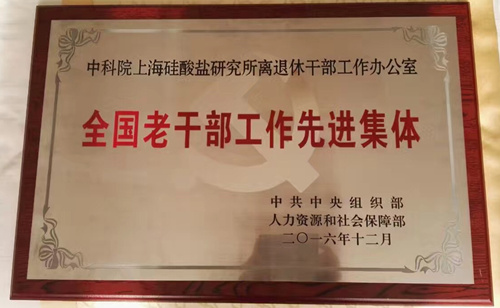 中科院上海硅酸盐研究所离退休干部工作办公室
全国老干部工作先进集体
中共中央组织部
人力资源和社会保障部
二〇一六年十二月